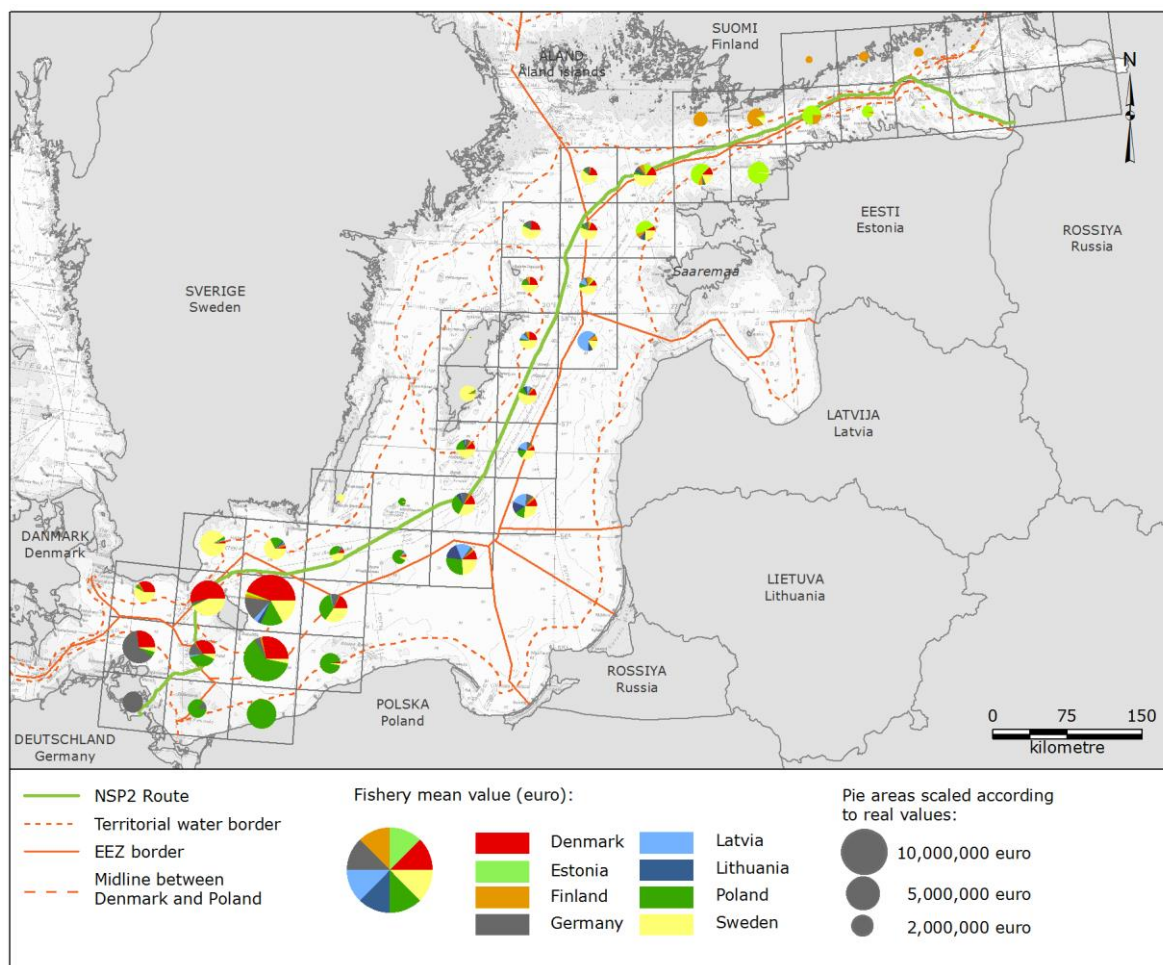 SUOMI
Finland
ÅLAND
Åland islands
N
EESTI
Estonia
ROSSIYA
Russia
SVERIGE
Sweden
Saaremaa
LATVIJA
Latvia
DANMARK
Denmark
LIETUVA
Lithuania
ROSSIYA
Russia
POLSKA
Poland
DEUTSCHLAND
Germany
0 75 150
kilometre
NSP2 Route
Territorial water border
EEZ border
Midline between
Denmark and Poland
Fishery mean value (euro):
Denmark
Estonia
Finland
Germany
Latvia
Lithuania
Poland
Sweden
Pie areas scaled according
to real values:
10,000,000 euro
5,000,000 euro
2,000,000 euro